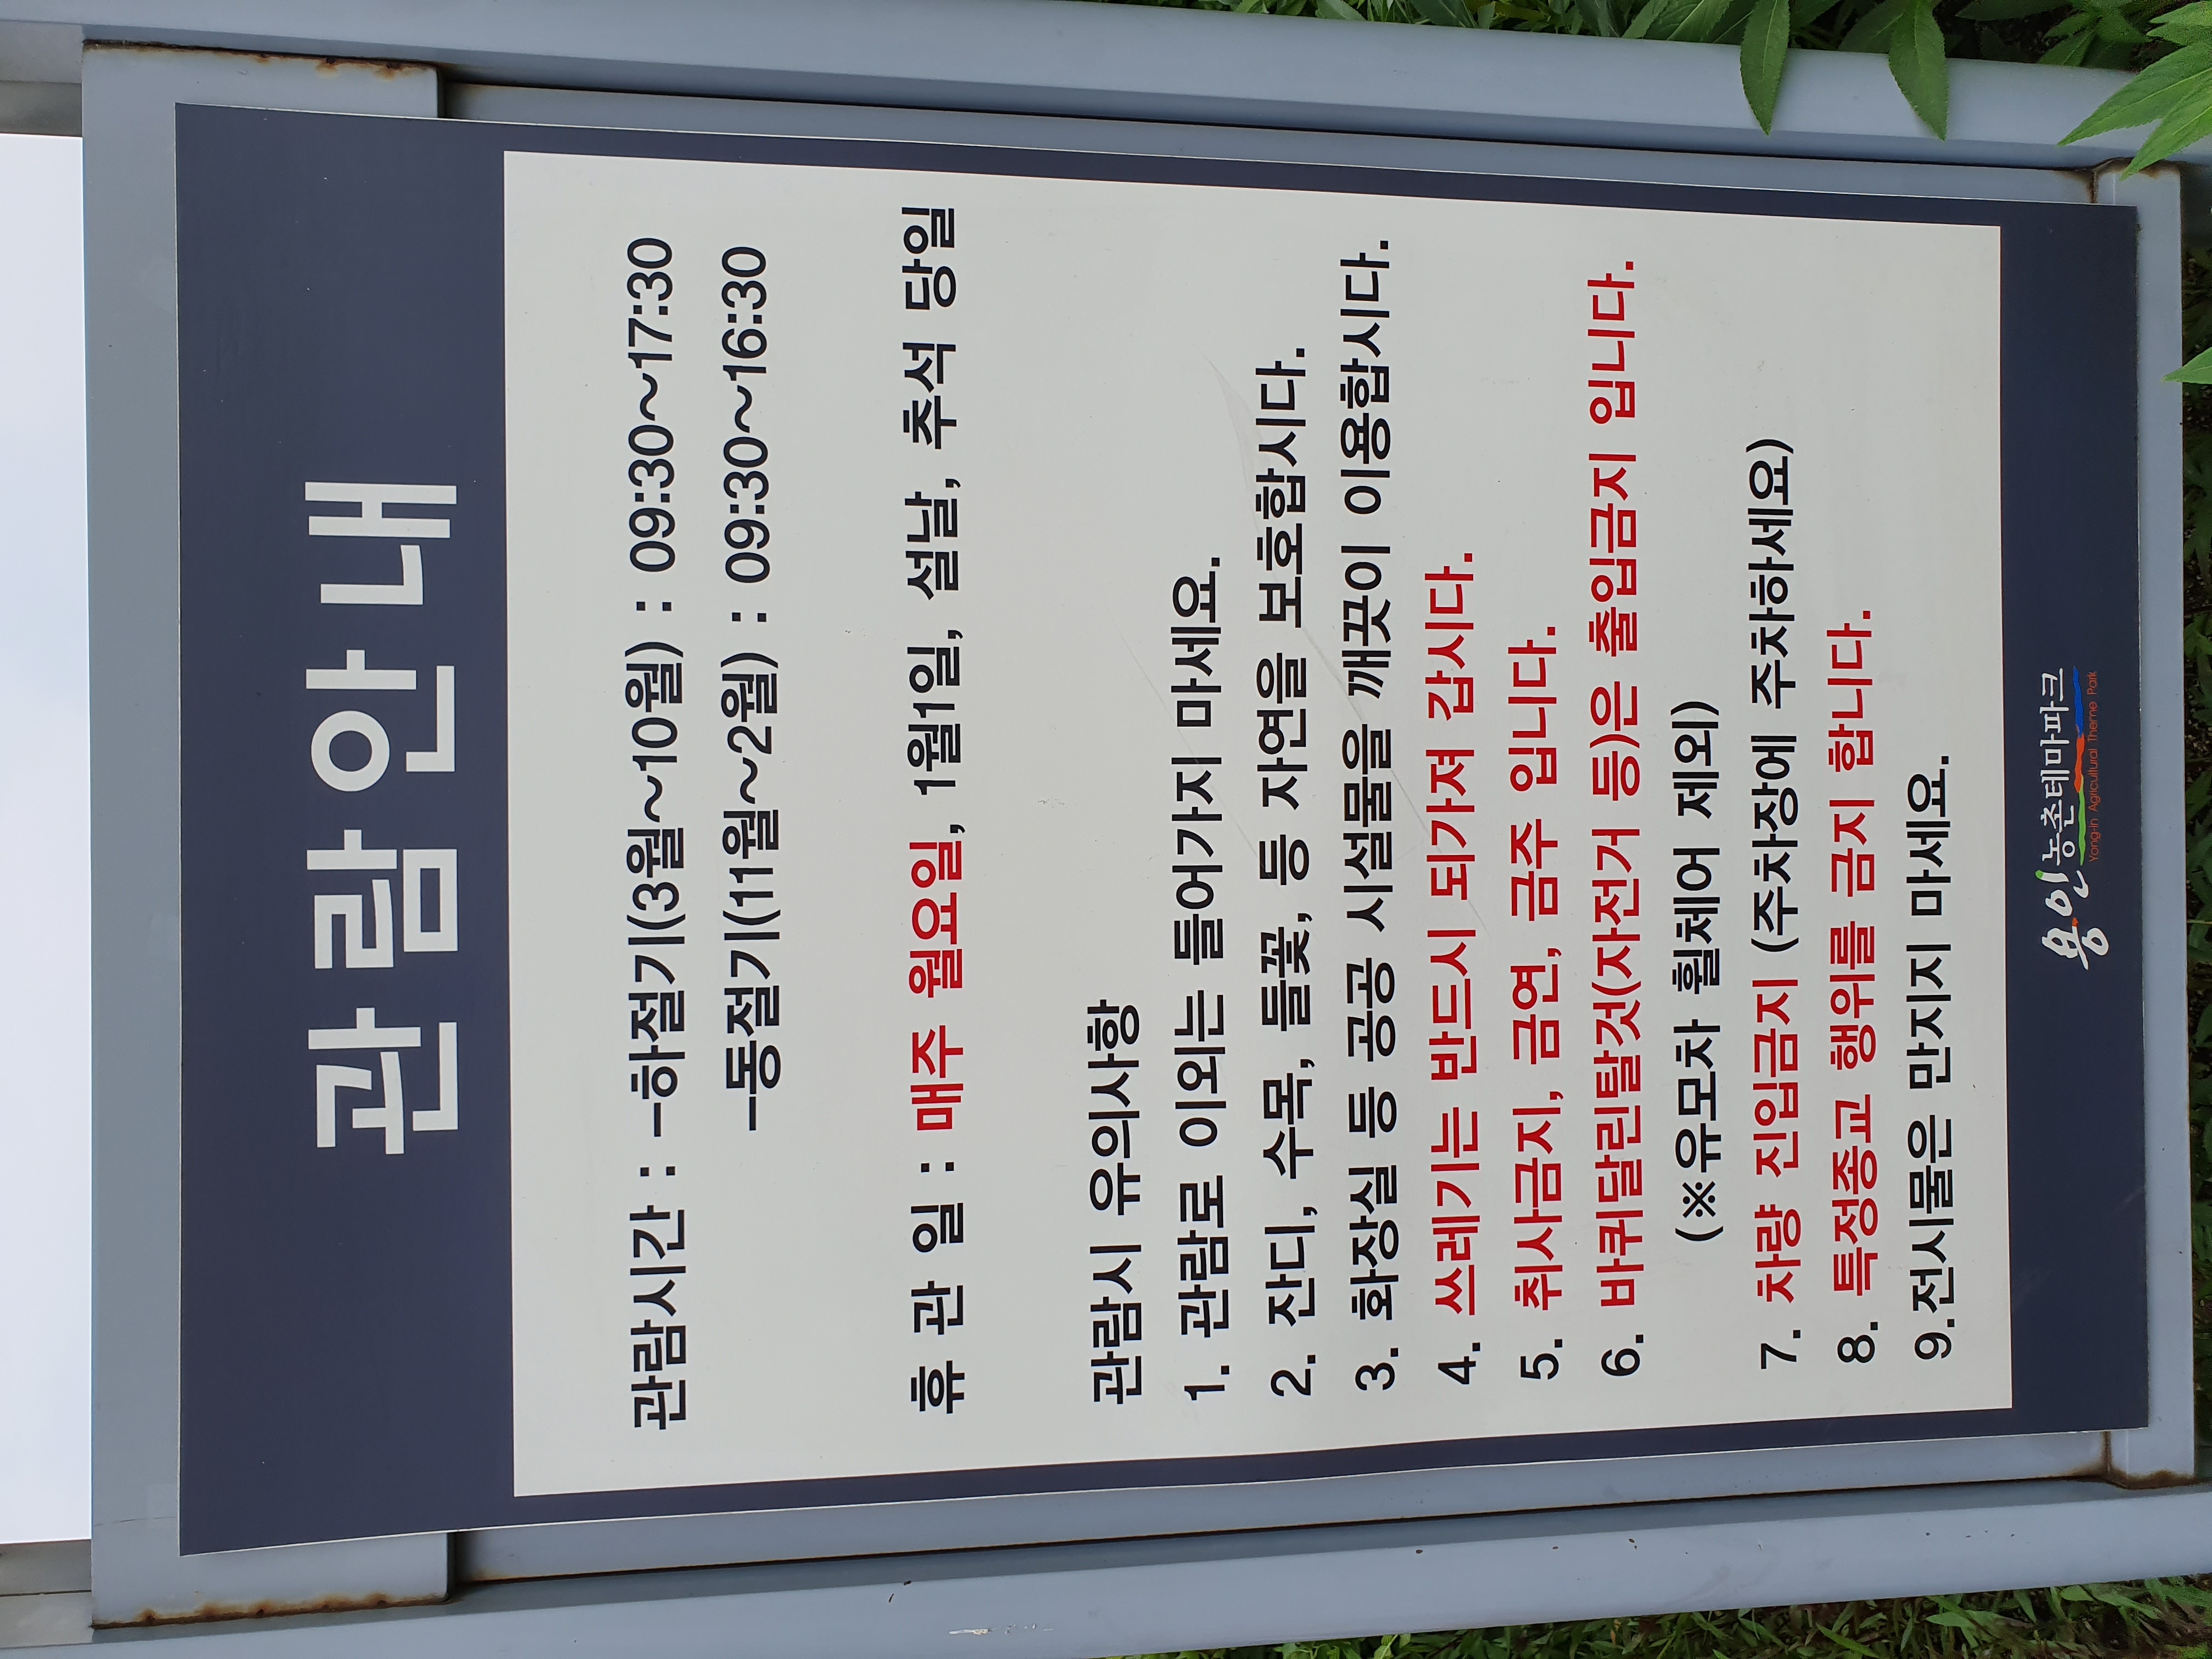 관람안내
관람시간 : -하절기(3월~10월) : 09:30~17:30
-동절기(11월~2월) : 09:30~16:30
휴 관 일 : 매주 월요일, 1월1일, 설날, 추석 당일
관람시 유의사항
1. 관람로 이외는 들어가지 마세요.
2. 잔디, 수목, 들꽃, 등 자연을 보호합시다.
3. 화장실 등 공공 시설물을 깨끗이 이용합시다.
4. 쓰레기는 반드시 되가져 갑시다.
5. 취사금지, 금연, 금주 입니다.
6. 바퀴달린탈것(자전거 등)은 출입금지 입니다.
(※유모차 휠체어 제외)
7. 차량 진입금지 (주차장에 주차하세요)
8. 특정종교 행위를 금지 합니다.
9.전시물은 만지지 마세요.
용인농촌테마파크
Yong-in Agricultural Theme Park